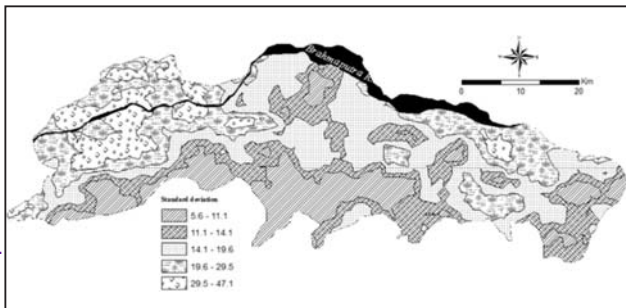 Brahmaputra R.
Km
0 10 20
Standard deviation
5.6 - 11.1
11.1 - 14.1
14.1 - 19.6
19.6 - 29.5
29.5 - 47.1